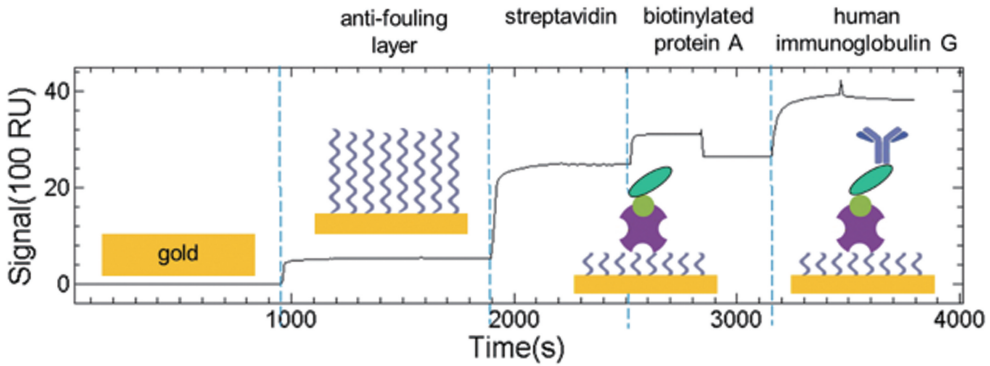 anti-fouling
layer
streptavidin
biotinylated
protein A
human
immunoglobulin G
Signal(100 RU)
40
20
0
gold
1000
2000
3000
4000
Time(s)